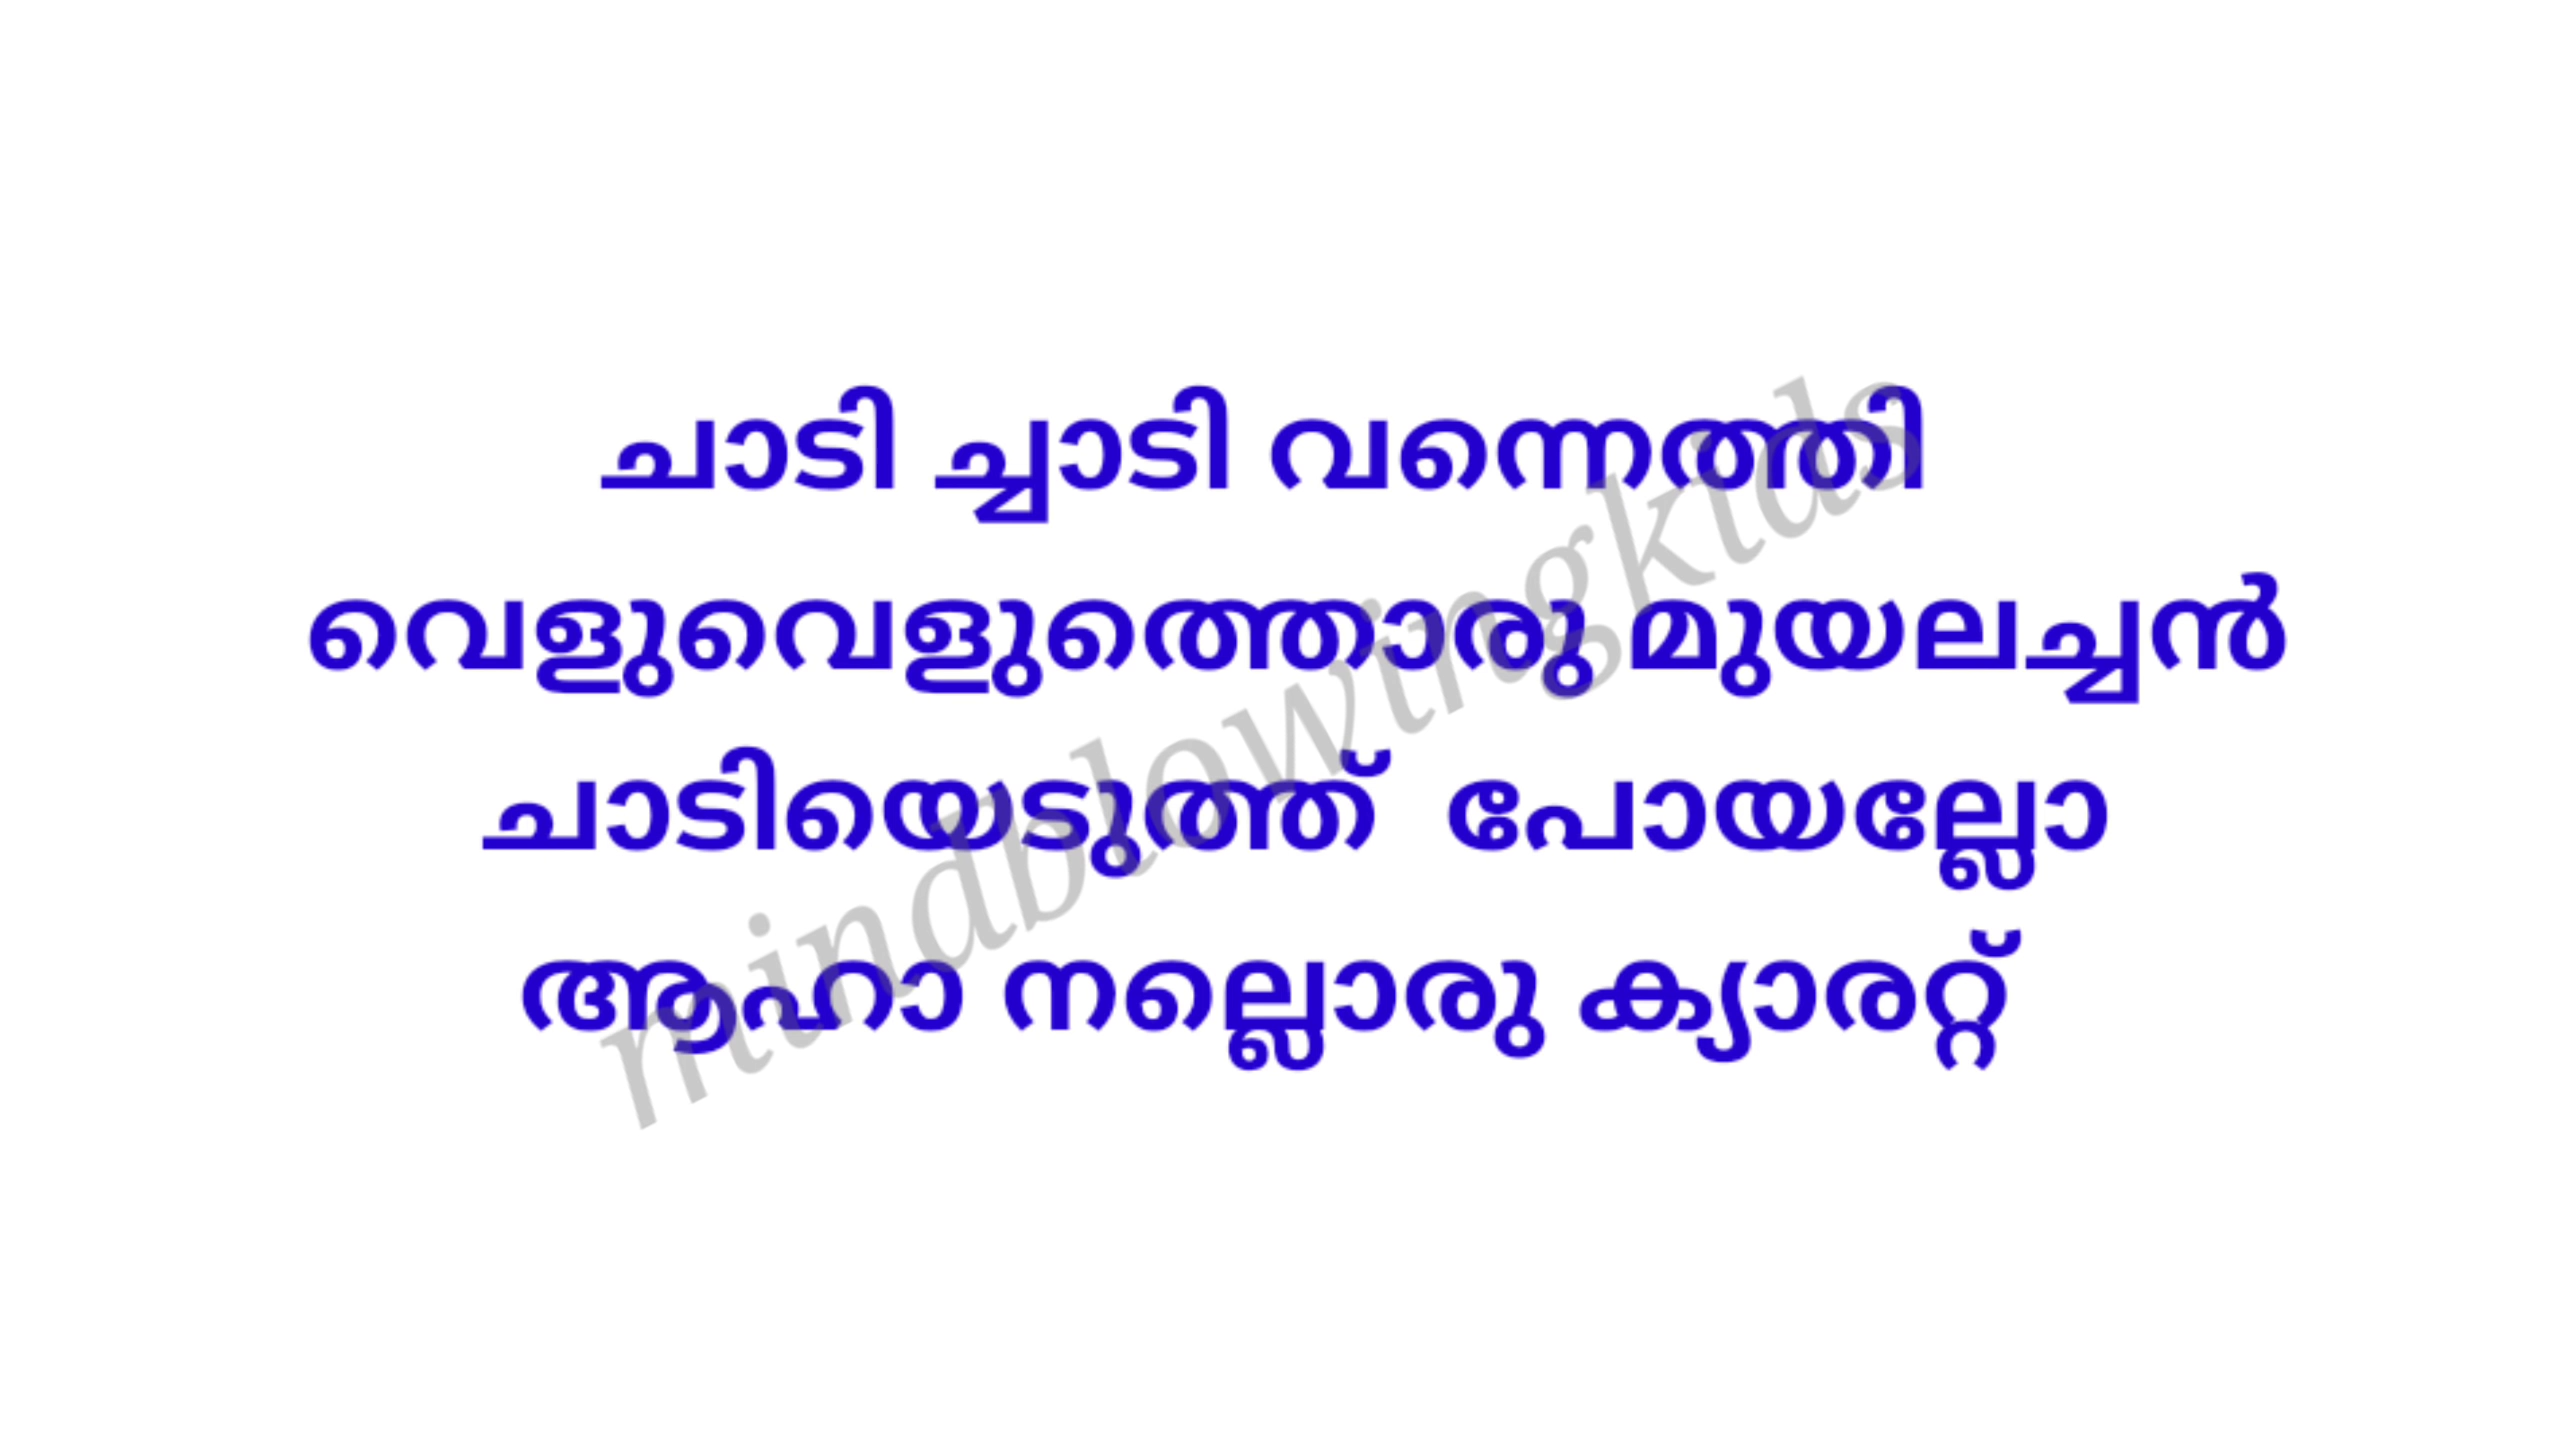 ചാടി ച്ചാടി വന്നെത്തി
വെളുവെളുത്തൊരു മുയലച്ചൻ
ചാടിയെടുത്ത് പോയല്ലോ
ആഹാ നല്ലൊരു ക്യാരറ്റ്
mindblowingkids